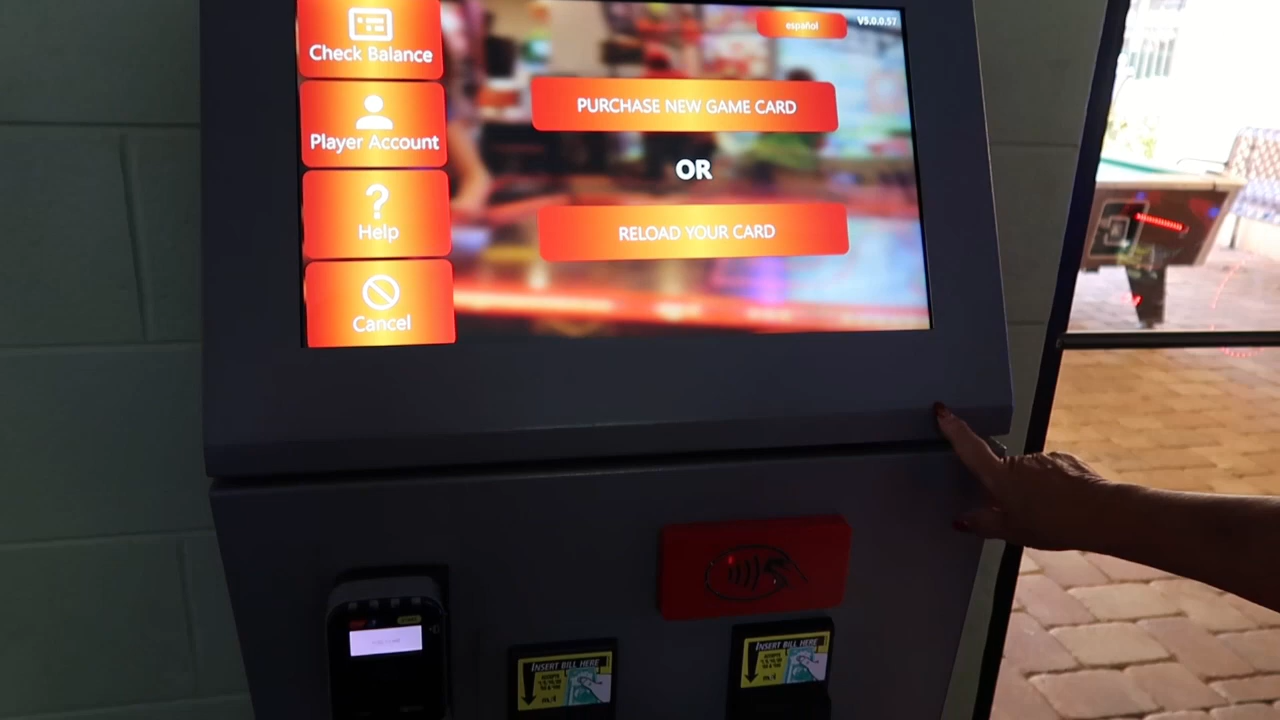 Check Balance
español
V5.0.0.57
PURCHASE NEW GAME CARD
Player Account
OR
Help
RELOAD YOUR CARD
Cancel
INSERT BILL HERE
INSERT BILL HERE